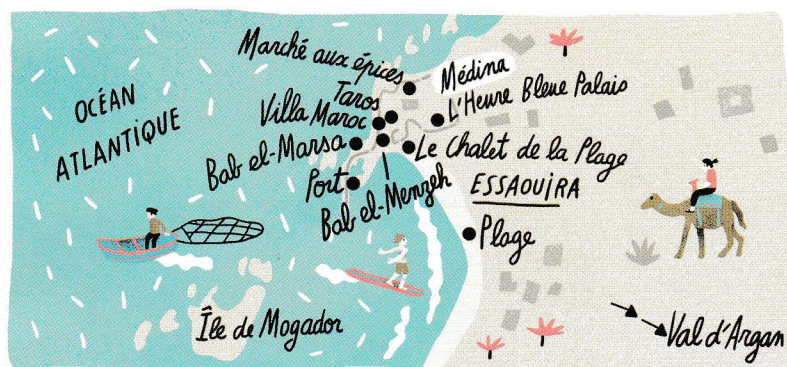 Marché aux épices
Médina
Taros
L'Heure Bleue Palais
OCÉAN
ATLANTIQUE
Villa Maroc
Bab el-Marsa
Le Chalet de la Plage
Port
Bab el-Menzeh
ESSAOUIRA
Plage
Île de Mogador
Val d'Argan